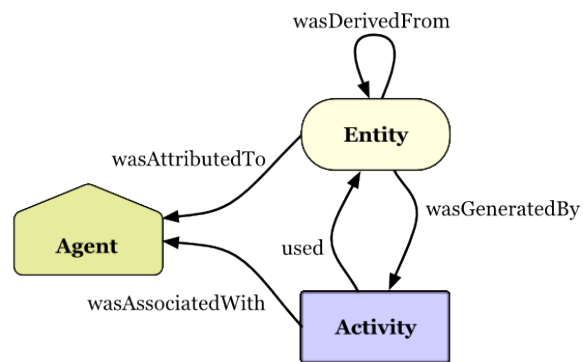 wasDerivedFrom
Entity
wasAttributedTo
wasGeneratedBy
Agent
used
wasAssociatedWith
Activity